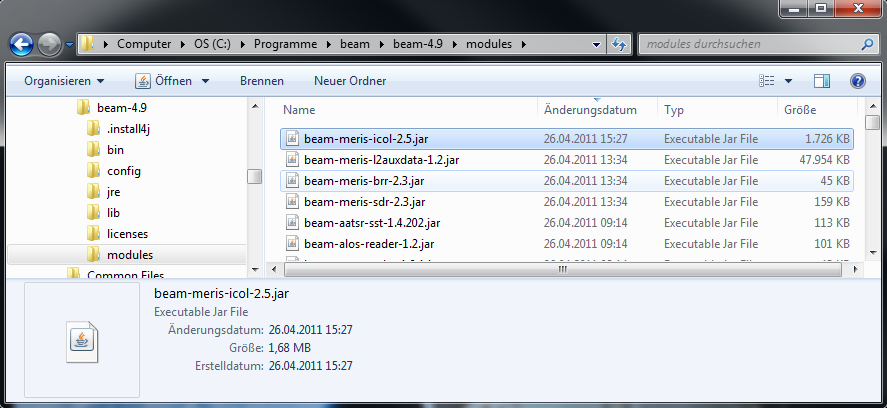 Computer OS (C:) Programme beam beam-4.9 modules modules durchsuchen
Organisieren Öffnen Brennen Neuer Ordner
beam-4.9
.install4j
bin
config
jre
lib
licenses
modules
Common Files
Name Änderungsdatum Typ Größe
beam-meris-icol-2.5.jar 26.04.2011 15:27 Executable Jar File 1.726 KB
beam-meris-l2auxdata-1.2.jar 26.04.2011 13:34 Executable Jar File 47.954 KB
beam-meris-brr-2.3.jar 26.04.2011 13:34 Executable Jar File 45 KB
beam-meris-sdr-2.3.jar 26.04.2011 13:34 Executable Jar File 159 KB
beam-aatsr-sst-1.4.202.jar 26.04.2011 09:14 Executable Jar File 113 KB
beam-alos-reader-1.2.jar 26.04.2011 09:14 Executable Jar File 101 KB
beam-meris-icol-2.5.jar
Executable Jar File
Änderungsdatum: 26.04.2011 15:27
Größe: 1,68 MB
Erstelldatum: 26.04.2011 15:27